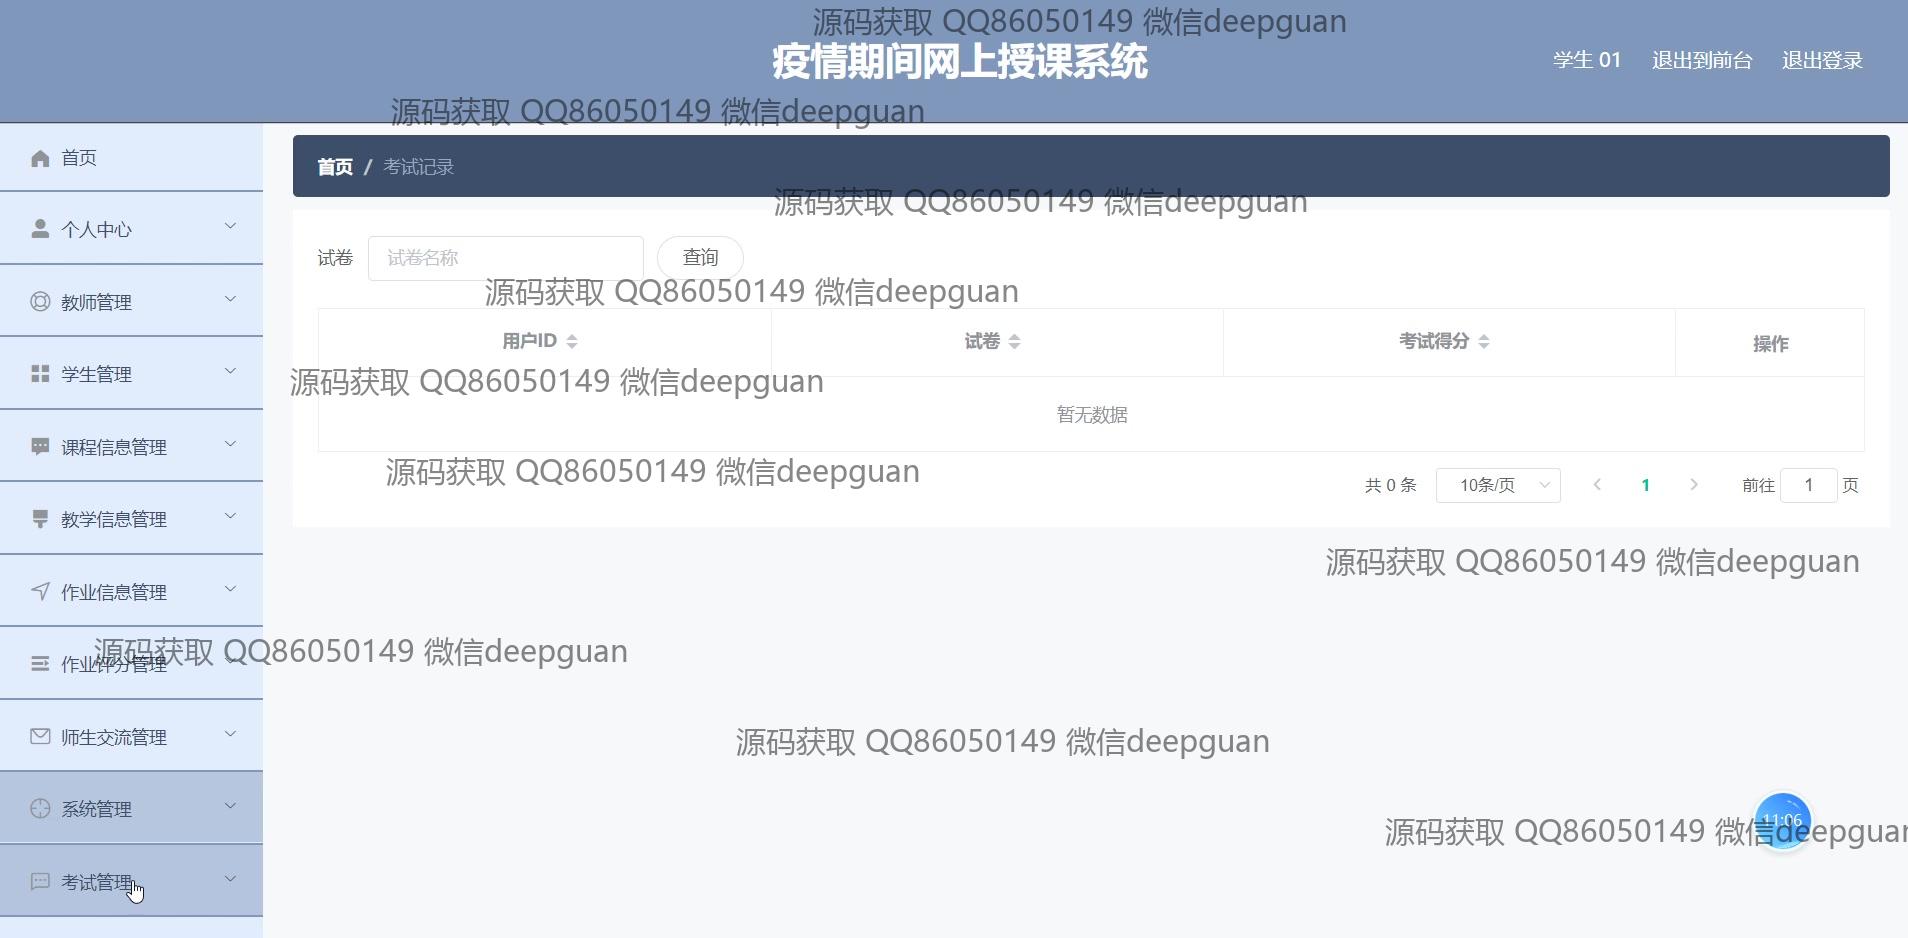 源码获取 QQ86050149 微信deepguan
疫情期间网上授课系统
学生 01 退出到前台 退出登录
源码获取 QQ86050149 微信deepguan
首页
首页 / 考试记录
源码获取 QQ86050149 微信deepguan
个人中心
试卷 试卷名称 查询
源码获取 QQ86050149 微信deepguan
教师管理
用户ID 试卷 考试得分 操作
学生管理
源码获取 QQ86050149 微信deepguan
暂无数据
课程信息管理
源码获取 QQ86050149 微信deepguan
共 0 条 10条/页 1 前往 1 页
教学信息管理
源码获取 QQ86050149 微信deepguan
作业信息管理
源码获取 QQ86050149 微信deepguan
作业评分管理
师生交流管理
源码获取 QQ86050149 微信deepguan
系统管理
11:06
源码获取 QQ86050149 微信deepguan
考试管理